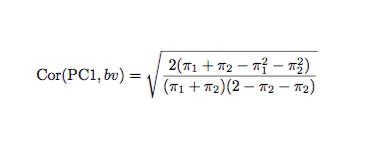 Cor(PC1, bv) = √(2(π₁ + π₂ − π₁² − π₂²) / ((π₁ + π₂)(2 − π₂ − π₂)))